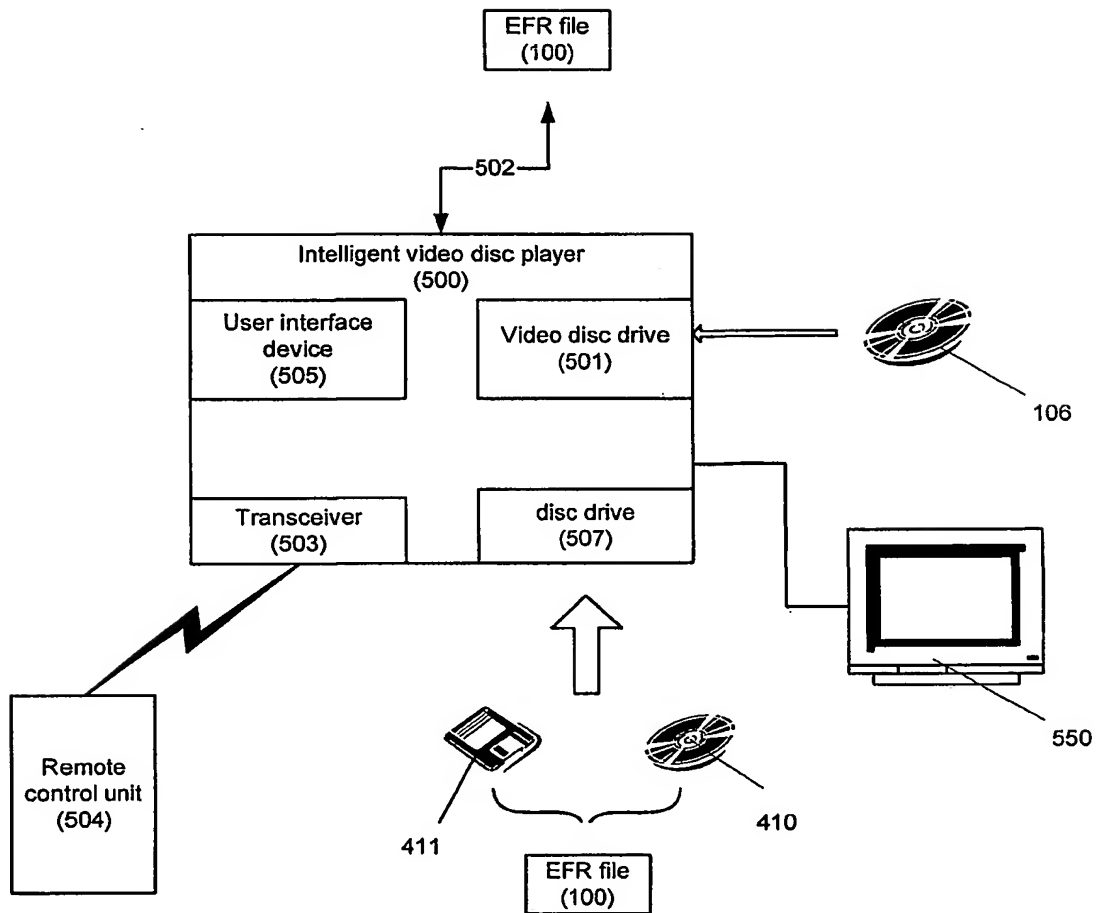 EFR file
(100)
502
Intelligent video disc player
(500)
User interface
device
(505)
Video disc drive
(501)
106
Transceiver
(503)
disc drive
(507)
550
Remote
control unit
(504)
411
410
EFR file
(100)